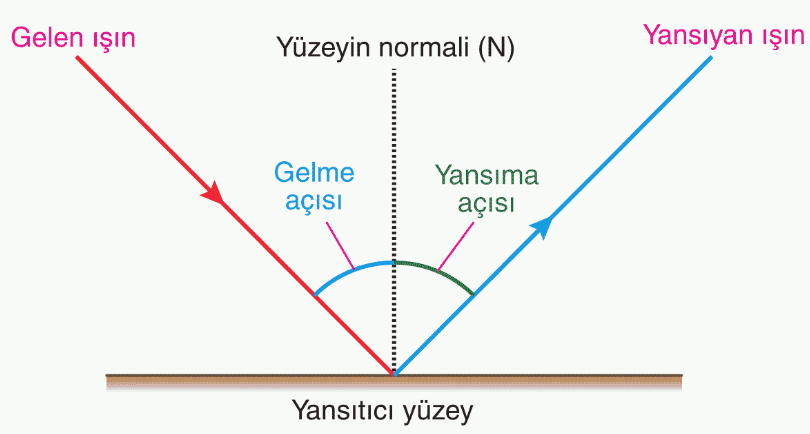 Gelen ışın
Yüzeyin normali (N)
Yansıyan ışın
Gelme
açısı
Yansıma
açısı
Yansıtıcı yüzey